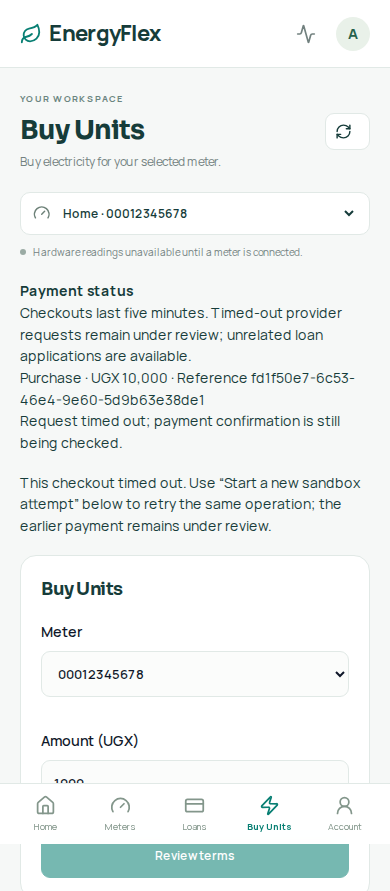 EnergyFlex
A
YOUR WORKSPACE
Buy Units
Buy electricity for your selected meter.
Home · 00012345678
Hardware readings unavailable until a meter is connected.
Payment status
Checkouts last five minutes. Timed-out provider
requests remain under review; unrelated loan
applications are available.
Purchase · UGX 10,000 · Reference fd1f50e7-6c53-
46e4-9e60-5d9b63e38de1
Request timed out; payment confirmation is still
being checked.
This checkout timed out. Use “Start a new sandbox
attempt” below to retry the same operation; the
earlier payment remains under review.
Buy Units
Meter
00012345678
Amount (UGX)
Home
Meters
Loans
Buy Units
Account
Review terms